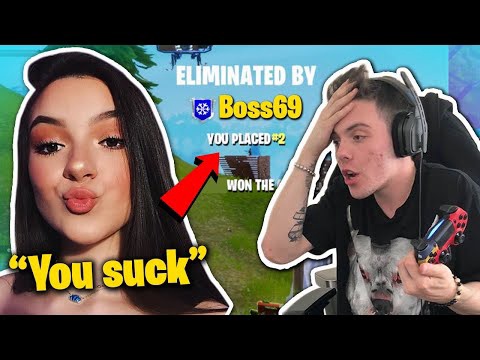 ELIMINATED BY
Boss69
YOU PLACED #2
WON THE
“You suck”